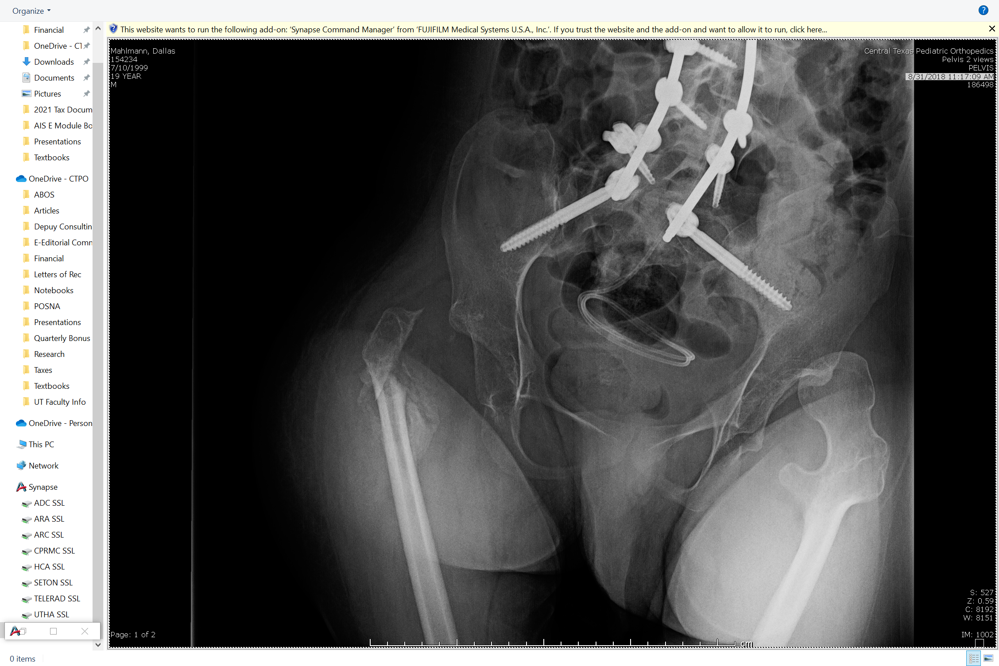 Organize
Financial
OneDrive - CT
Downloads
Documents
Pictures
2021 Tax Docum
AIS E Module Bo
Presentations
Textbooks
OneDrive - CTPO
ABOS
Articles
Depuy Consultin
E-Editorial Comm
Financial
Letters of Rec
Notebooks
POSNA
Presentations
Quarterly Bonus
Research
Taxes
Textbooks
UT Faculty Info
OneDrive - Person
This PC
Network
Synapse
ADC SSL
ARA SSL
ARC SSL
CPRMC SSL
HCA SSL
SETON SSL
TELERAD SSL
UTHA SSL
0 items
This website wants to run the following add-on: 'Synapse Command Manager' from 'FUJIFILM Medical Systems U.S.A., Inc.'. If you trust the website and the add-on and want to allow it to run, click here...
Mahlmann, Dallas
154234
7/10/1999
19 YEAR
M
Central Texas Pediatric Orthopedics
Pelvis 2 views
PELVIS
8/31/2018 11:17:09 AM
186498
S: 527
Z: 0.59
C: 8192
W: 8151
IM: 1002
Page: 1 of 2
cm